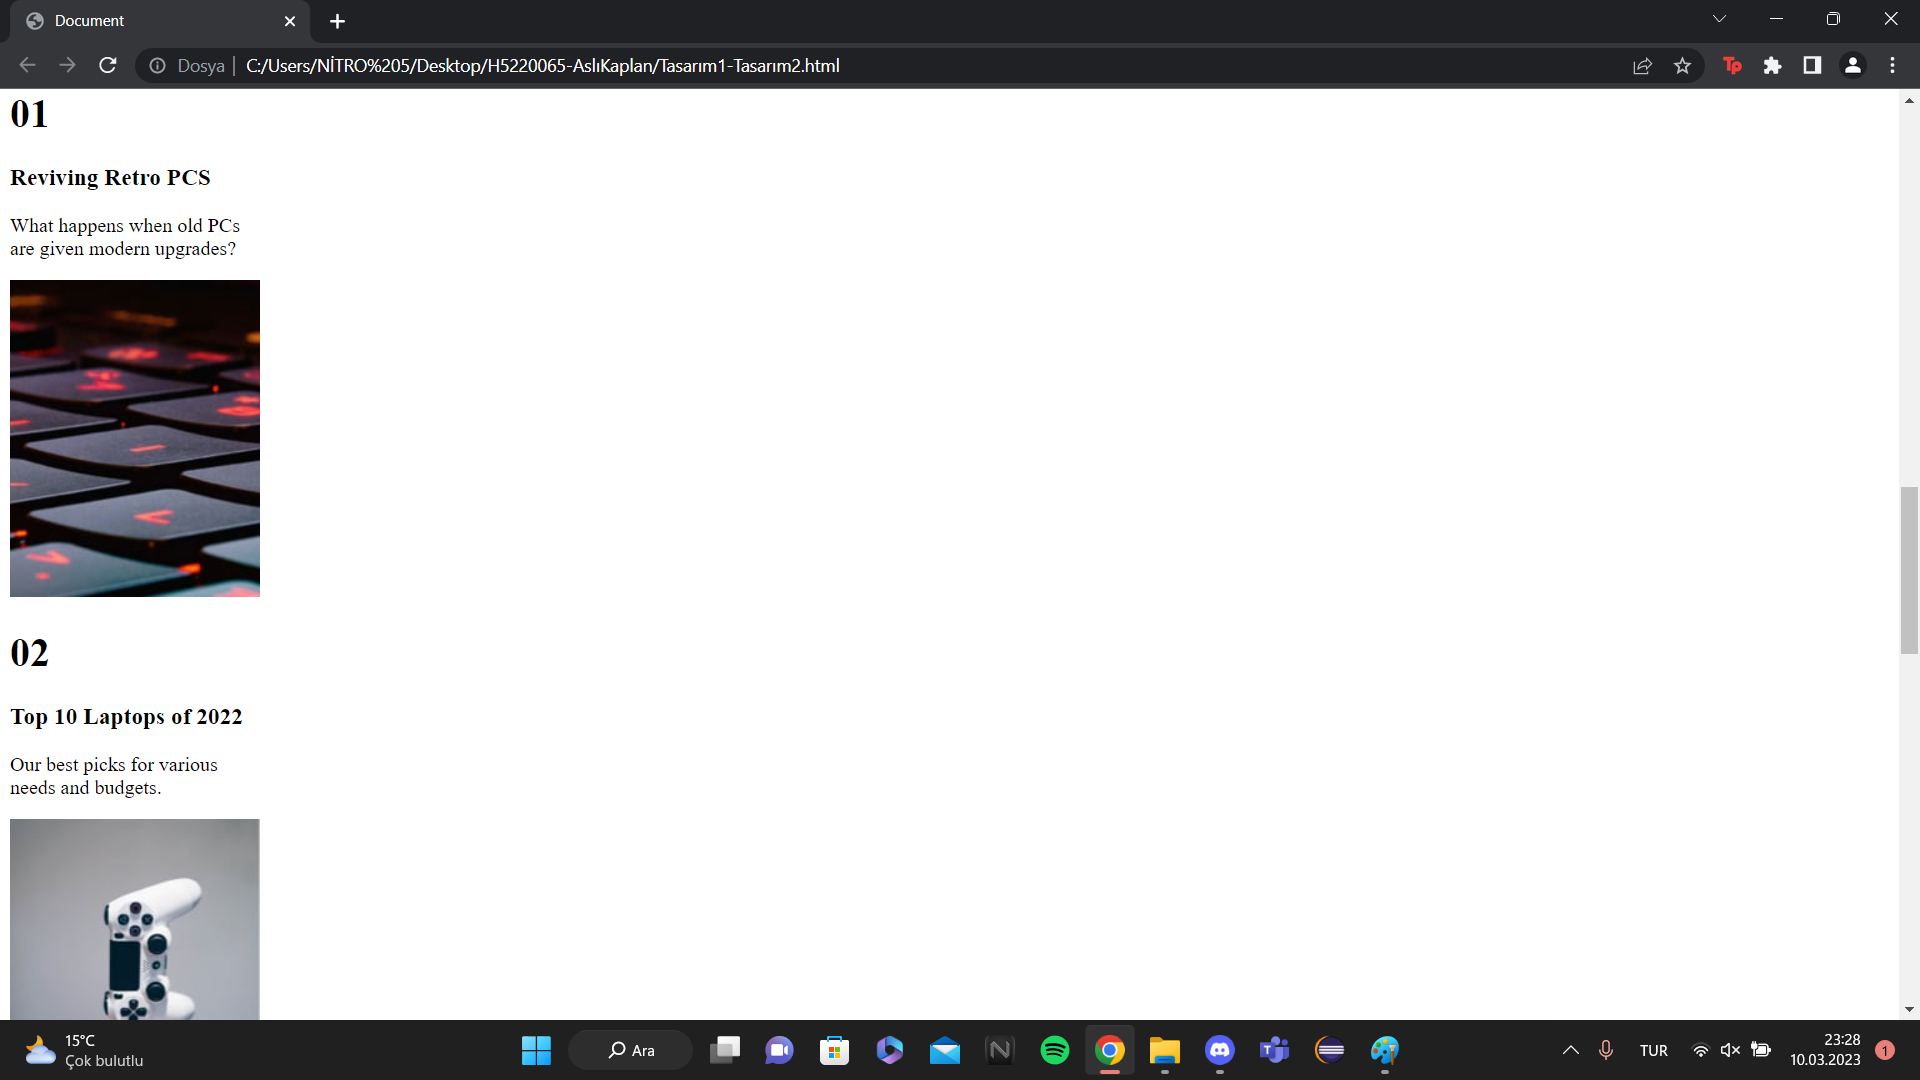 Document
Dosya
C:/Users/NİTRO%205/Desktop/H5220065-AslıKaplan/Tasarım1-Tasarım2.html
Tp
01
Reviving Retro PCS
What happens when old PCs
are given modern upgrades?
02
Top 10 Laptops of 2022
Our best picks for various
needs and budgets.
15°C
Çok bulutlu
Ara
TUR
23:28
10.03.2023
1